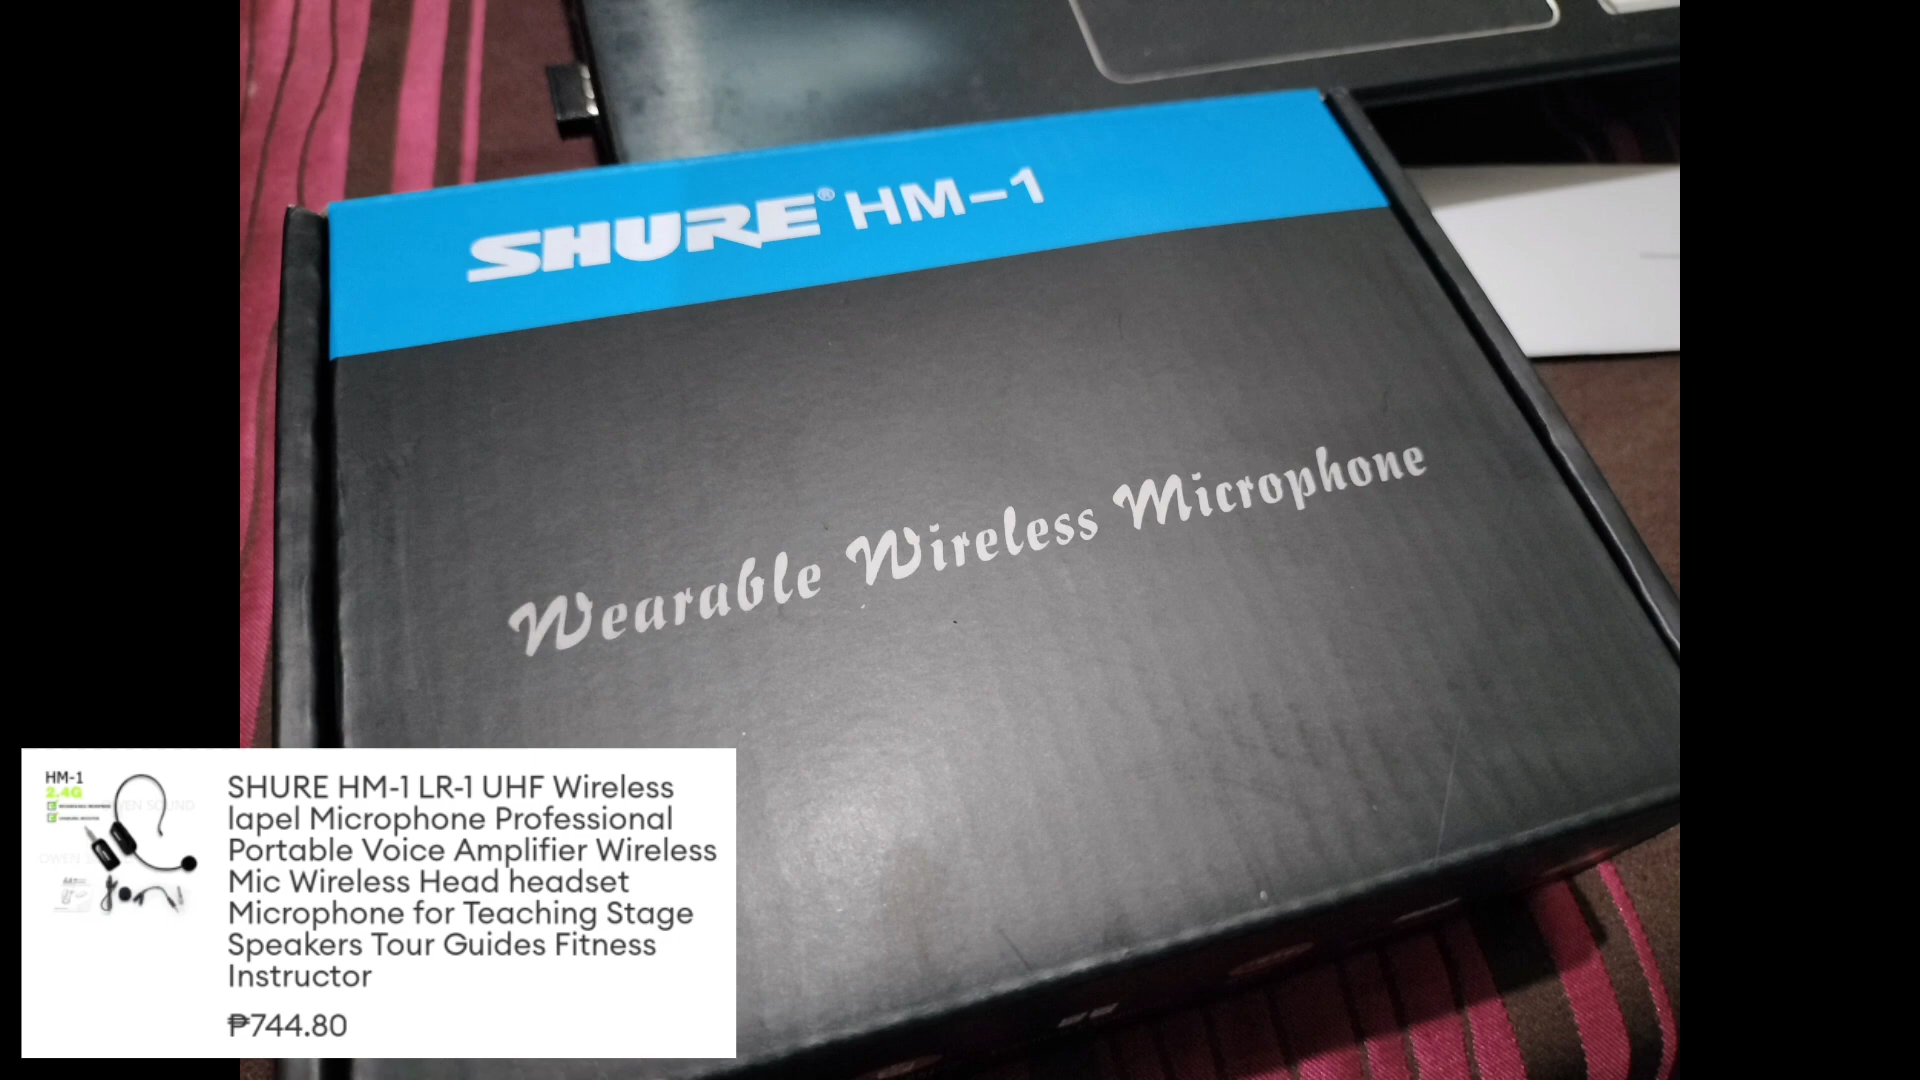 SHURE® HM-1
Wearable Wireless Microphone
HM-1
2.4G
SHURE HM-1 LR-1 UHF Wireless
lapel Microphone Professional
Portable Voice Amplifier Wireless
Mic Wireless Head headset
Microphone for Teaching Stage
Speakers Tour Guides Fitness
Instructor
₱744.80